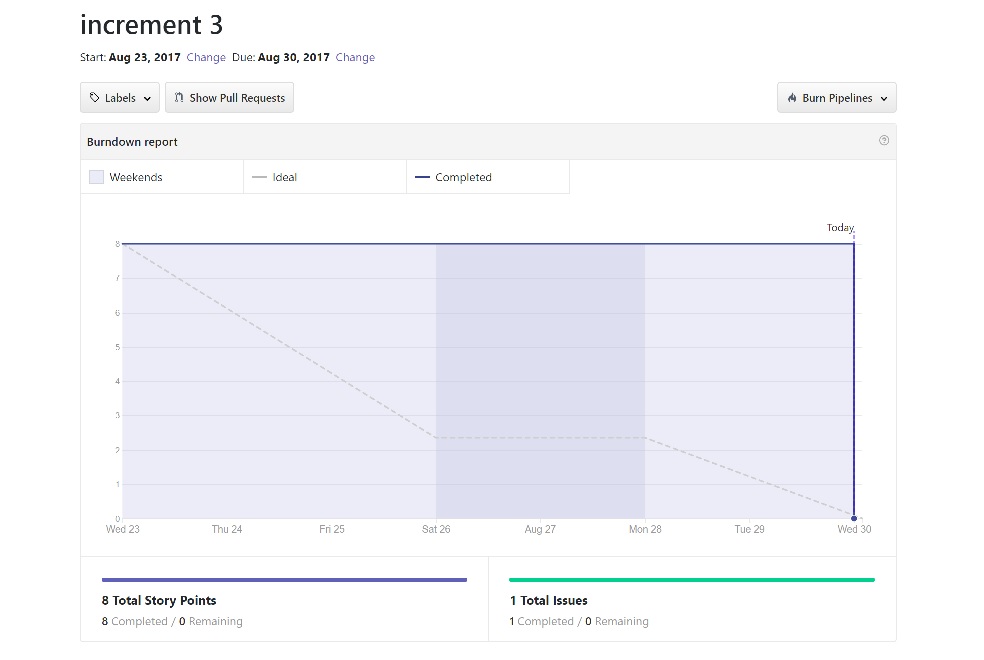 increment 3
Start: Aug 23, 2017 Change Due: Aug 30, 2017 Change
Labels Show Pull Requests Burn Pipelines
Burndown report
Weekends Ideal Completed
Today
8
7
6
5
4
3
2
1
0
Wed 23 Thu 24 Fri 25 Sat 26 Aug 27 Mon 28 Tue 29 Wed 30
8 Total Story Points 1 Total Issues
8 Completed / 0 Remaining 1 Completed / 0 Remaining